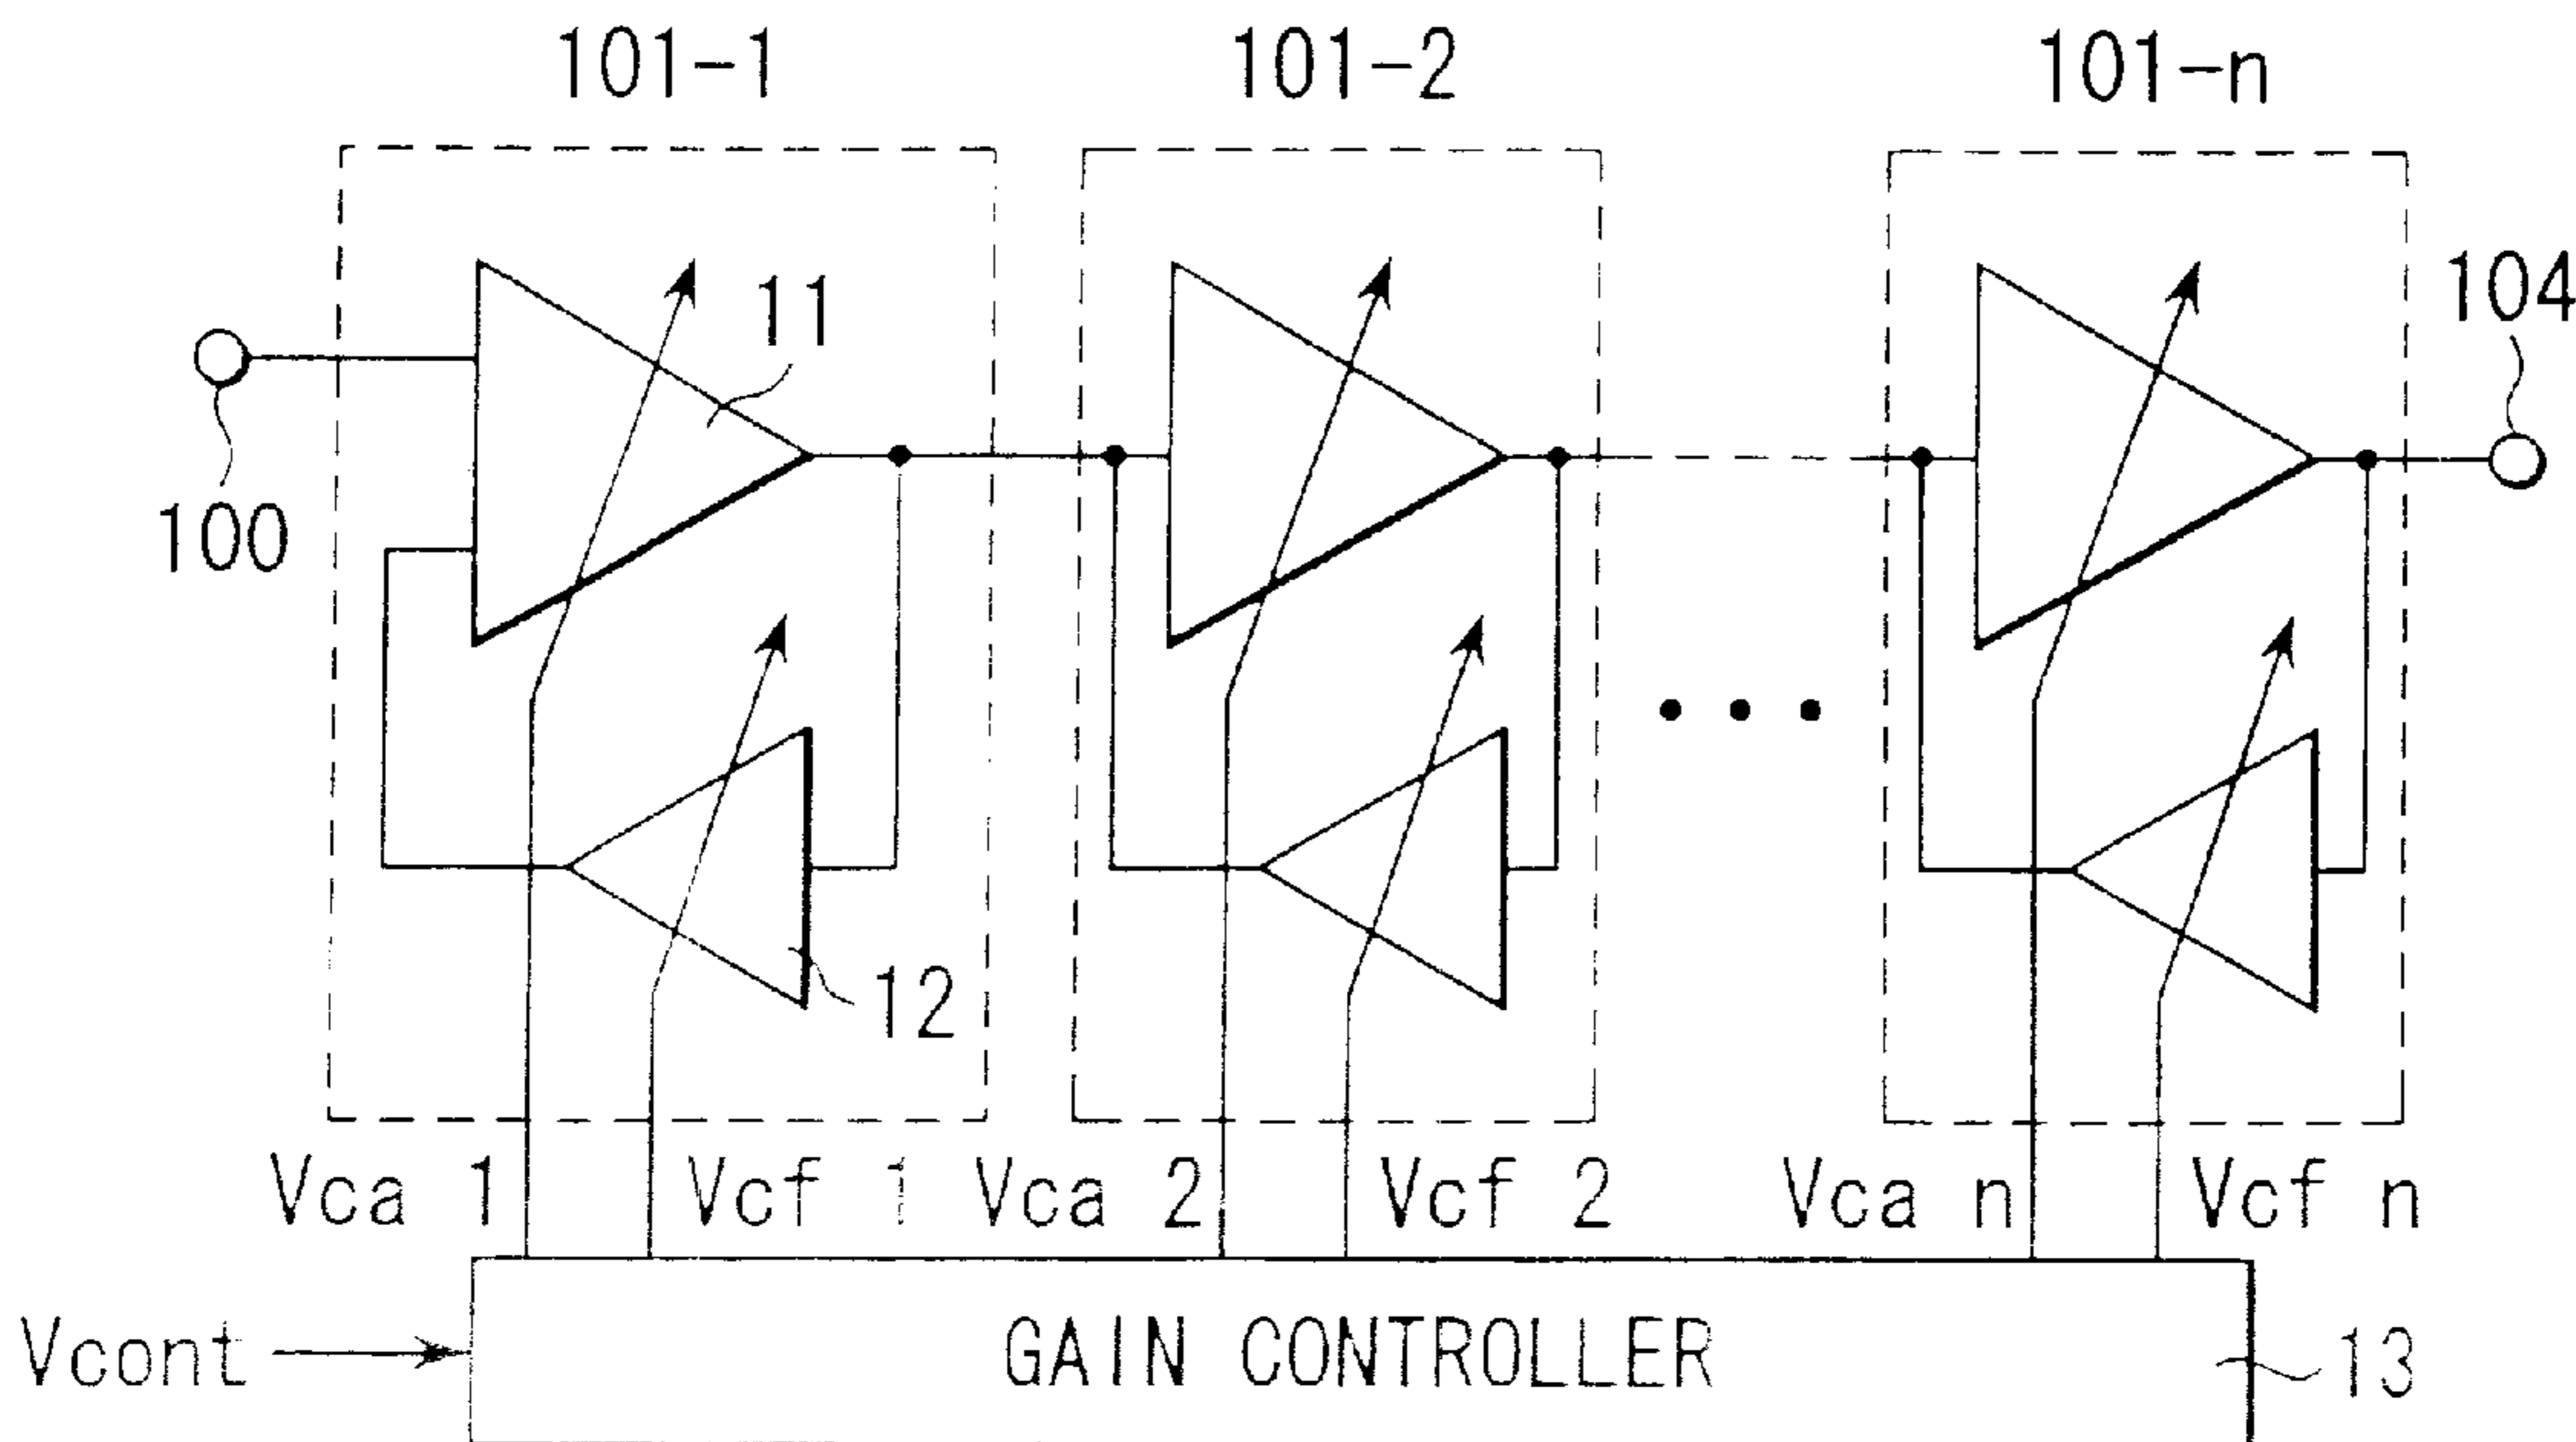 101-1 101-2 101-n
11
104
100
12
Vca 1 Vcf 1 Vca 2 Vcf 2 Vca n Vcf n
Vcont GAIN CONTROLLER 13